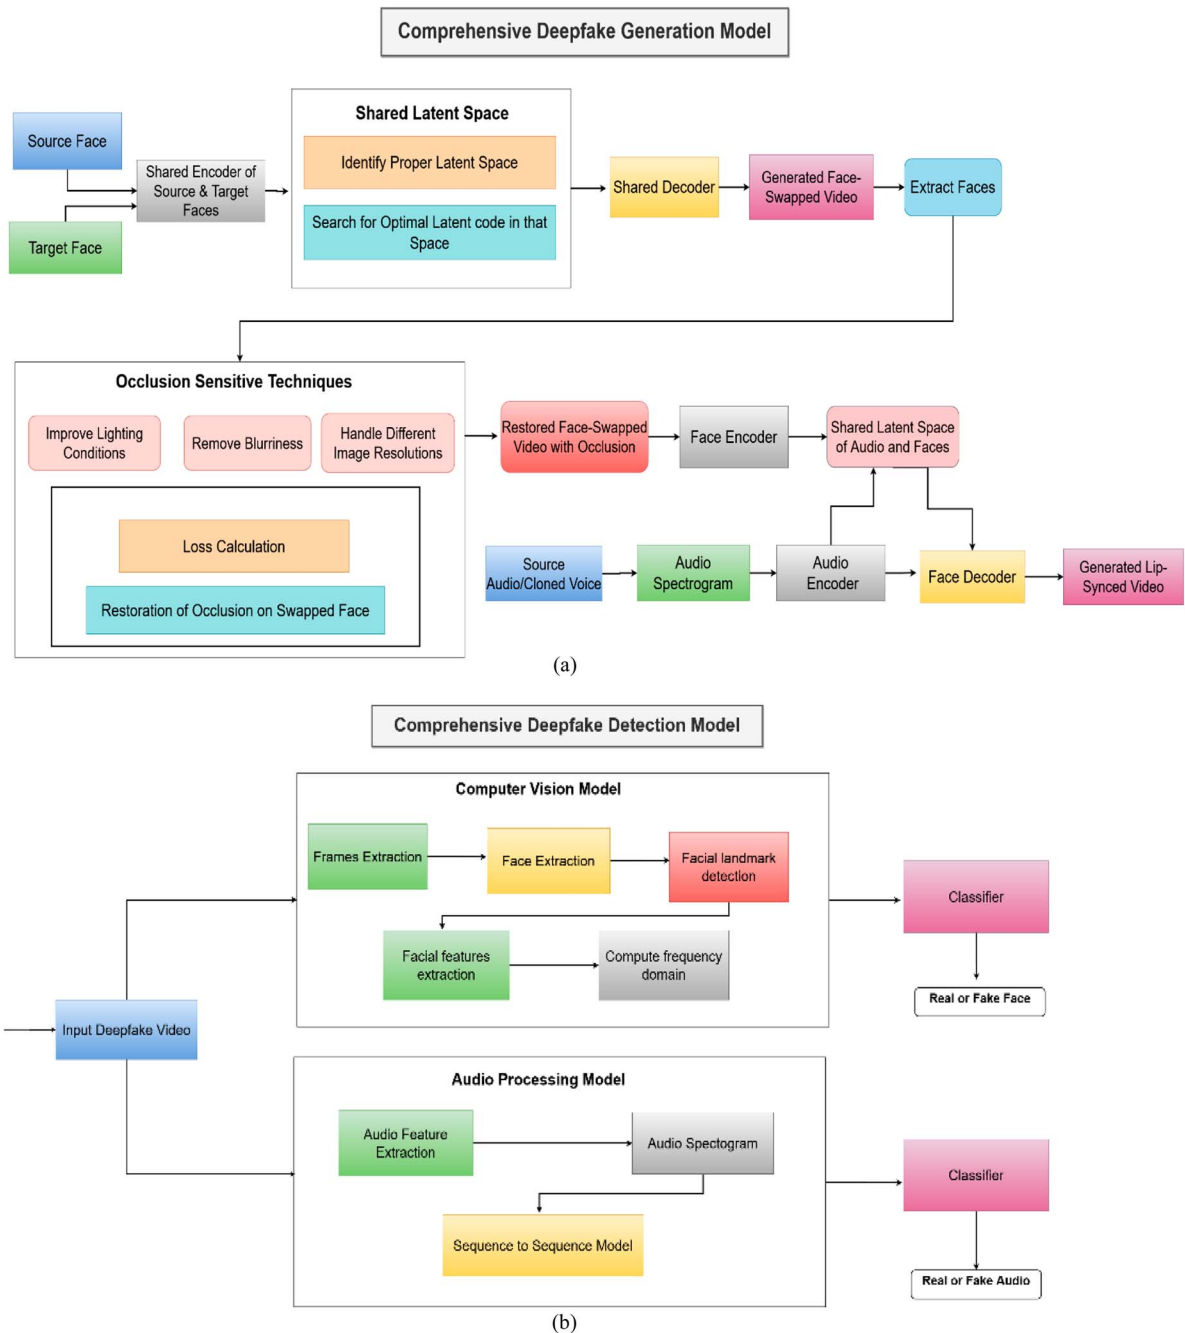 Comprehensive Deepfake Generation Model
Source Face
Target Face
Shared Encoder of
Source & Target
Faces
Shared Latent Space
Identify Proper Latent Space
Search for Optimal Latent code in that
Space
Shared Decoder
Generated Face-
Swapped Video
Extract Faces
Occlusion Sensitive Techniques
Improve Lighting
Conditions
Remove Blurriness
Handle Different
Image Resolutions
Loss Calculation
Restoration of Occlusion on Swapped Face
Restored Face-Swapped
Video with Occlusion
Face Encoder
Shared Latent Space
of Audio and Faces
Source
Audio/Cloned Voice
Audio
Spectrogram
Audio
Encoder
Face Decoder
Generated Lip-
Synced Video
(a)
Comprehensive Deepfake Detection Model
Input Deepfake Video
Computer Vision Model
Frames Extraction
Face Extraction
Facial landmark
detection
Facial features
extraction
Compute frequency
domain
Classifier
Real or Fake Face
Audio Processing Model
Audio Feature
Extraction
Audio Spectogram
Sequence to Sequence Model
Classifier
Real or Fake Audio
(b)